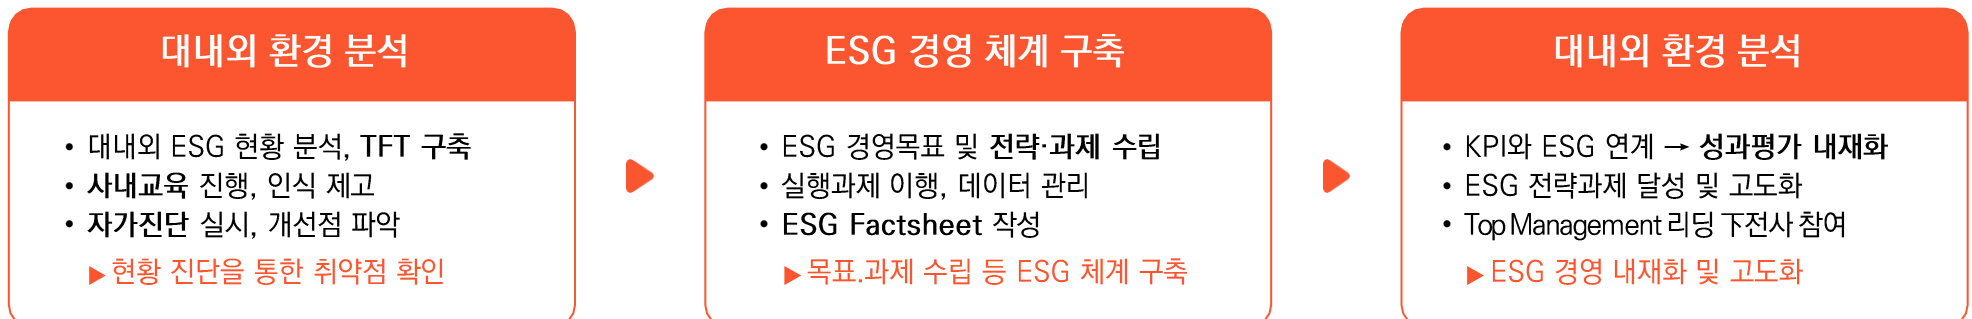 대내외 환경 분석
• 대내외 ESG 현황 분석, TFT 구축
• 사내교육 진행, 인식 제고
• 자가진단 실시, 개선점 파악
▶ 현황 진단을 통한 취약점 확인
ESG 경영 체계 구축
• ESG 경영목표 및 전략·과제 수립
• 실행과제 이행, 데이터 관리
• ESG Factsheet 작성
▶ 목표.과제 수립 등 ESG 체계 구축
대내외 환경 분석
• KPI와 ESG 연계 → 성과평가 내재화
• ESG 전략과제 달성 및 고도화
• Top Management 리딩 下전사 참여
▶ ESG 경영 내재화 및 고도화